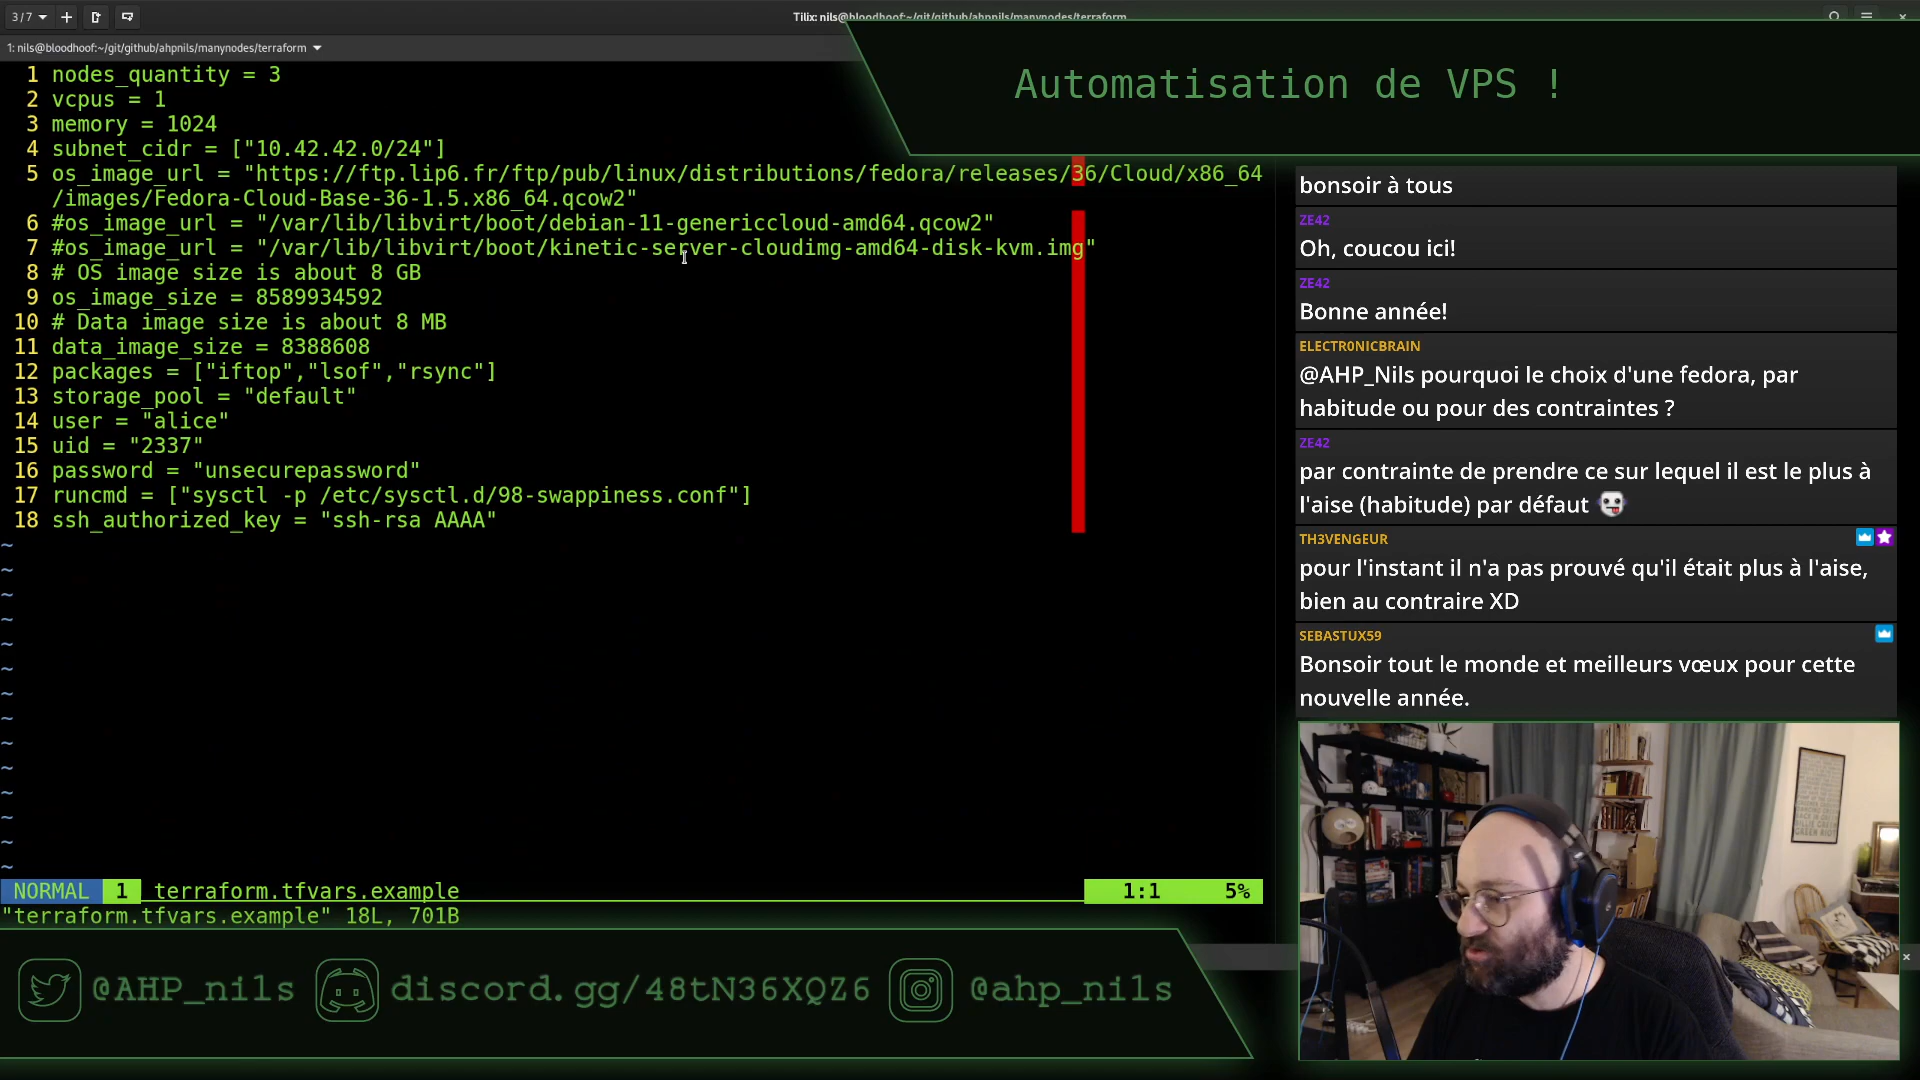 3/7
Tilix: nils@bloodhoof:~/git/github/ahpnils/manynodes/terraform
1: nils@bloodhoof:~/git/github/ahpnils/manynodes/terraform
Automatisation de VPS !
1 nodes_quantity = 3
2 vcpus = 1
3 memory = 1024
4 subnet_cidr = ["10.42.42.0/24"]
5 os_image_url = "https://ftp.lip6.fr/ftp/pub/linux/distributions/fedora/releases/36/Cloud/x86_64
/images/Fedora-Cloud-Base-36-1.5.x86_64.qcow2"
6 #os_image_url = "/var/lib/libvirt/boot/debian-11-genericcloud-amd64.qcow2"
7 #os_image_url = "/var/lib/libvirt/boot/kinetic-server-cloudimg-amd64-disk-kvm.img"
8 # OS image size is about 8 GB
9 os_image_size = 8589934592
10 # Data image size is about 8 MB
11 data_image_size = 8388608
12 packages = ["iftop","lsof","rsync"]
13 storage_pool = "default"
14 user = "alice"
15 uid = "2337"
16 password = "unsecurepassword"
17 runcmd = ["sysctl -p /etc/sysctl.d/98-swappiness.conf"]
18 ssh_authorized_key = "ssh-rsa AAAA"
~
~
~
~
~
~
~
~
~
~
~
~
~
~
NORMAL 1 terraform.tfvars.example 1:1 5%
"terraform.tfvars.example" 18L, 701B
bonsoir à tous
ZE42
Oh, coucou ici!
ZE42
Bonne année!
ELECTR0NICBRAIN
@AHP_Nils pourquoi le choix d'une fedora, par
habitude ou pour des contraintes ?
ZE42
par contrainte de prendre ce sur lequel il est le plus à
l'aise (habitude) par défaut
TH3VENGEUR
pour l'instant il n'a pas prouvé qu'il était plus à l'aise,
bien au contraire XD
SEBASTUX59
Bonsoir tout le monde et meilleurs vœux pour cette
nouvelle année.
@AHP_nils discord.gg/48tN36XQZ6 @ahp_nils